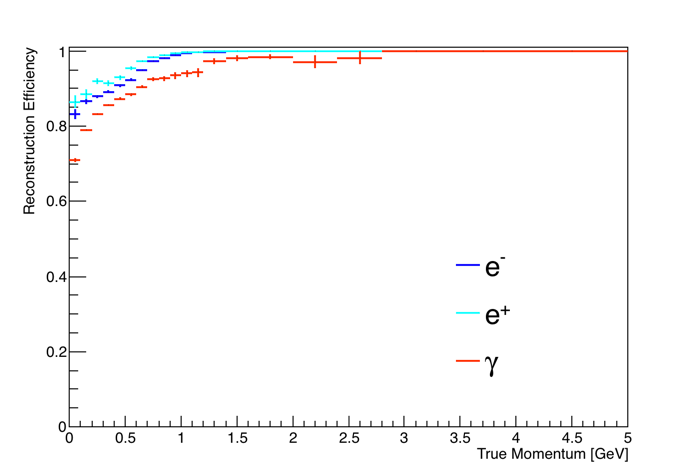 Reconstruction Efficiency
1
0.8
0.6
0.4
0.2
0
e-
e+
γ
0 0.5 1 1.5 2 2.5 3 3.5 4 4.5 5
True Momentum [GeV]